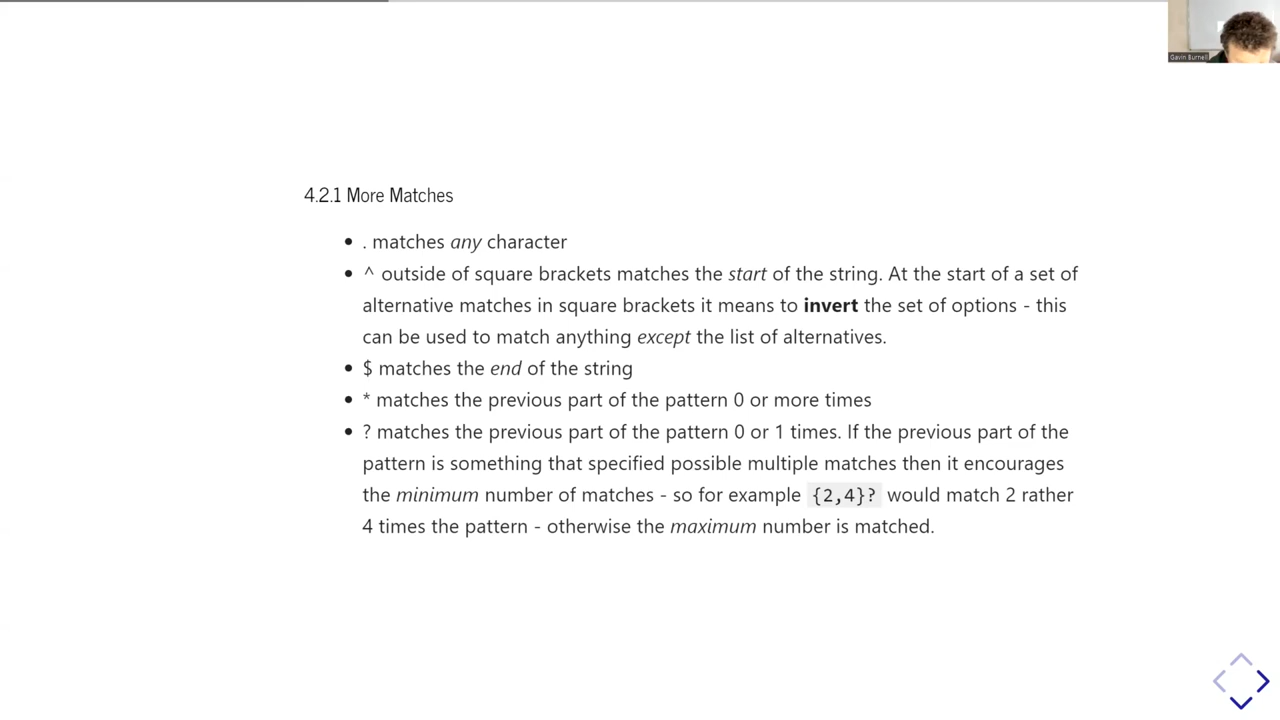 Gavin Burnell
4.2.1 More Matches
• . matches any character
• ^ outside of square brackets matches the start of the string. At the start of a set of
alternative matches in square brackets it means to invert the set of options - this
can be used to match anything except the list of alternatives.
• $ matches the end of the string
• * matches the previous part of the pattern 0 or more times
• ? matches the previous part of the pattern 0 or 1 times. If the previous part of the
pattern is something that specified possible multiple matches then it encourages
the minimum number of matches - so for example {2,4}? would match 2 rather
4 times the pattern - otherwise the maximum number is matched.